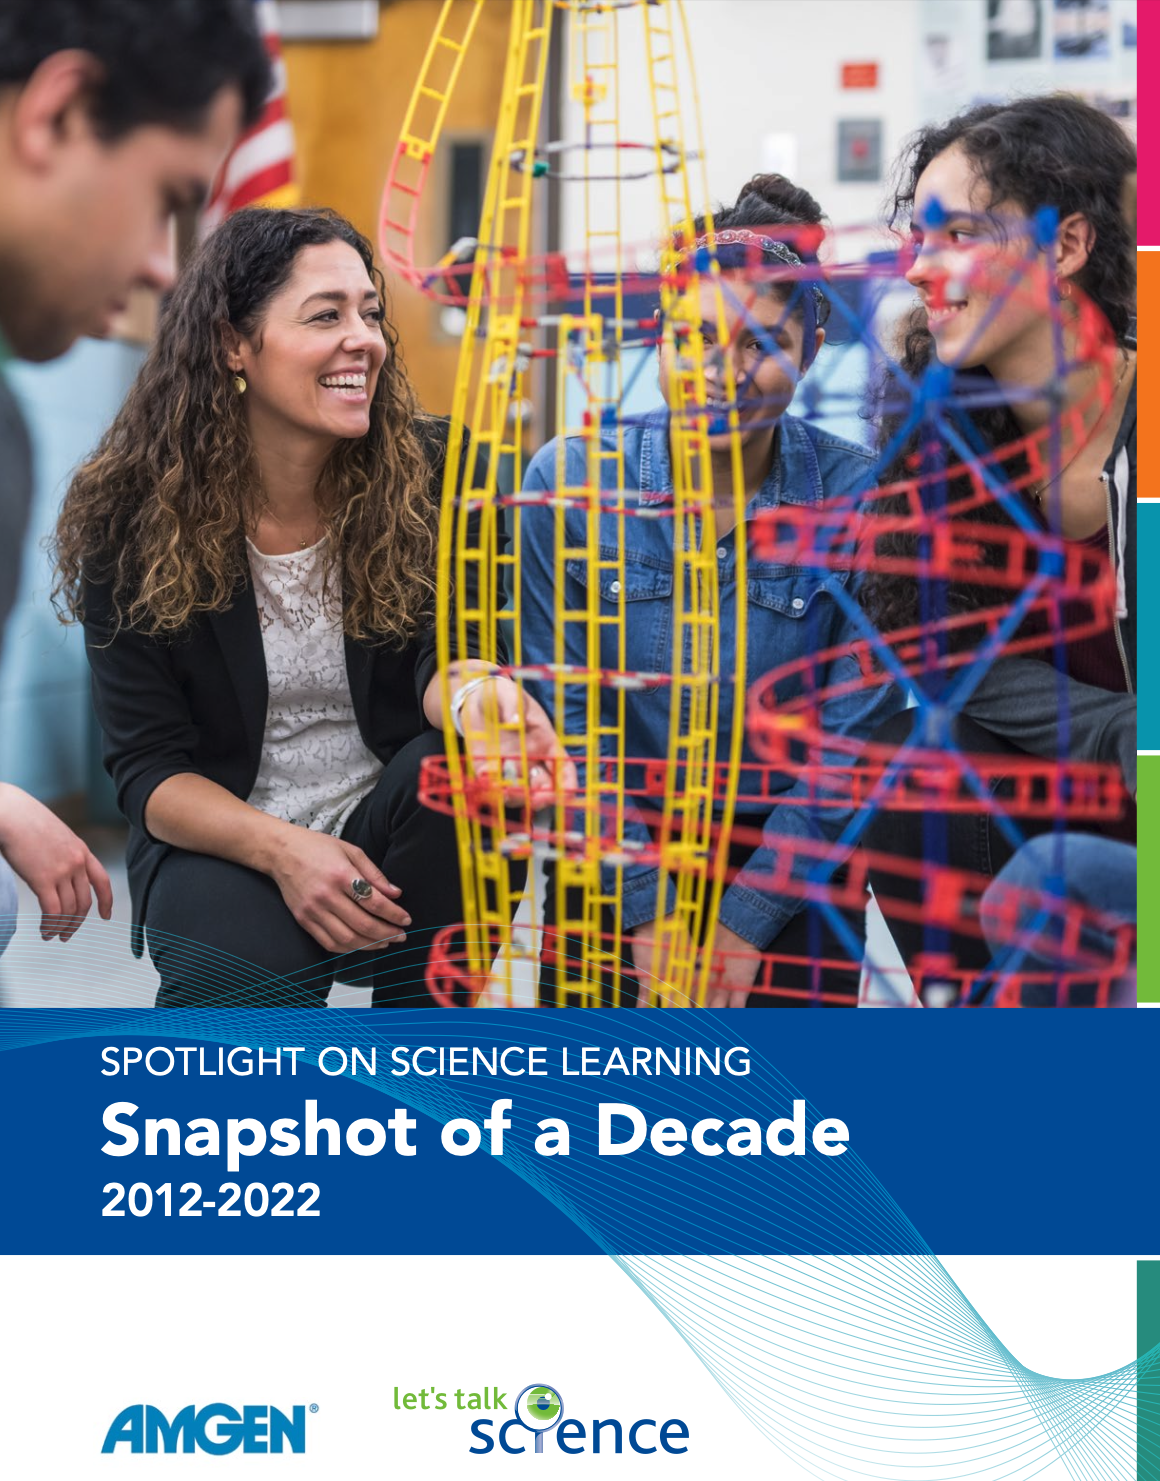 SPOTLIGHT ON SCIENCE LEARNING
Snapshot of a Decade
2012-2022
AMGEN®
let's talk
science